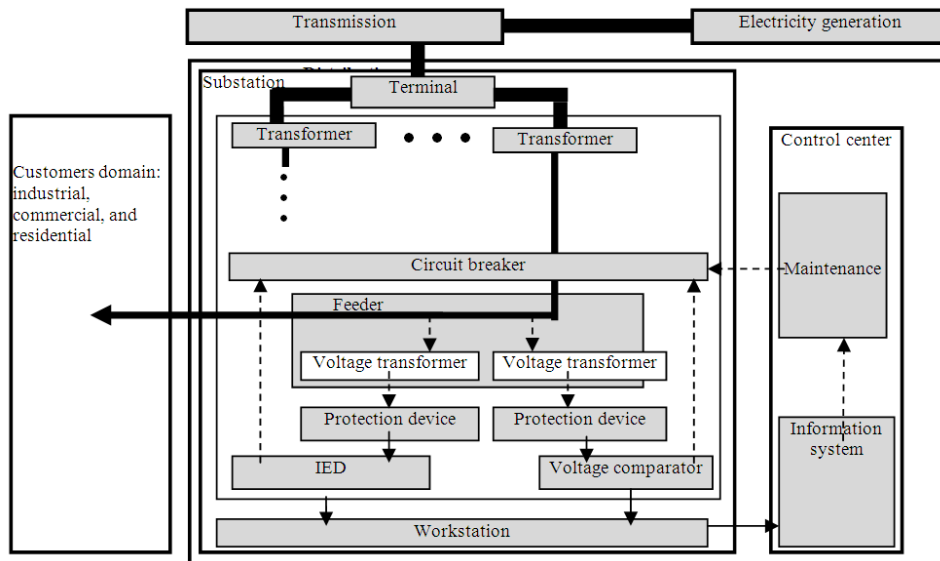 Transmission
Electricity generation
Substation
Terminal
Transformer
Transformer
Control center
Customers domain:
industrial,
commercial, and
residential
Circuit breaker
Maintenance
Feeder
Voltage transformer
Voltage transformer
Protection device
Protection device
Information
system
IED
Voltage comparator
Workstation